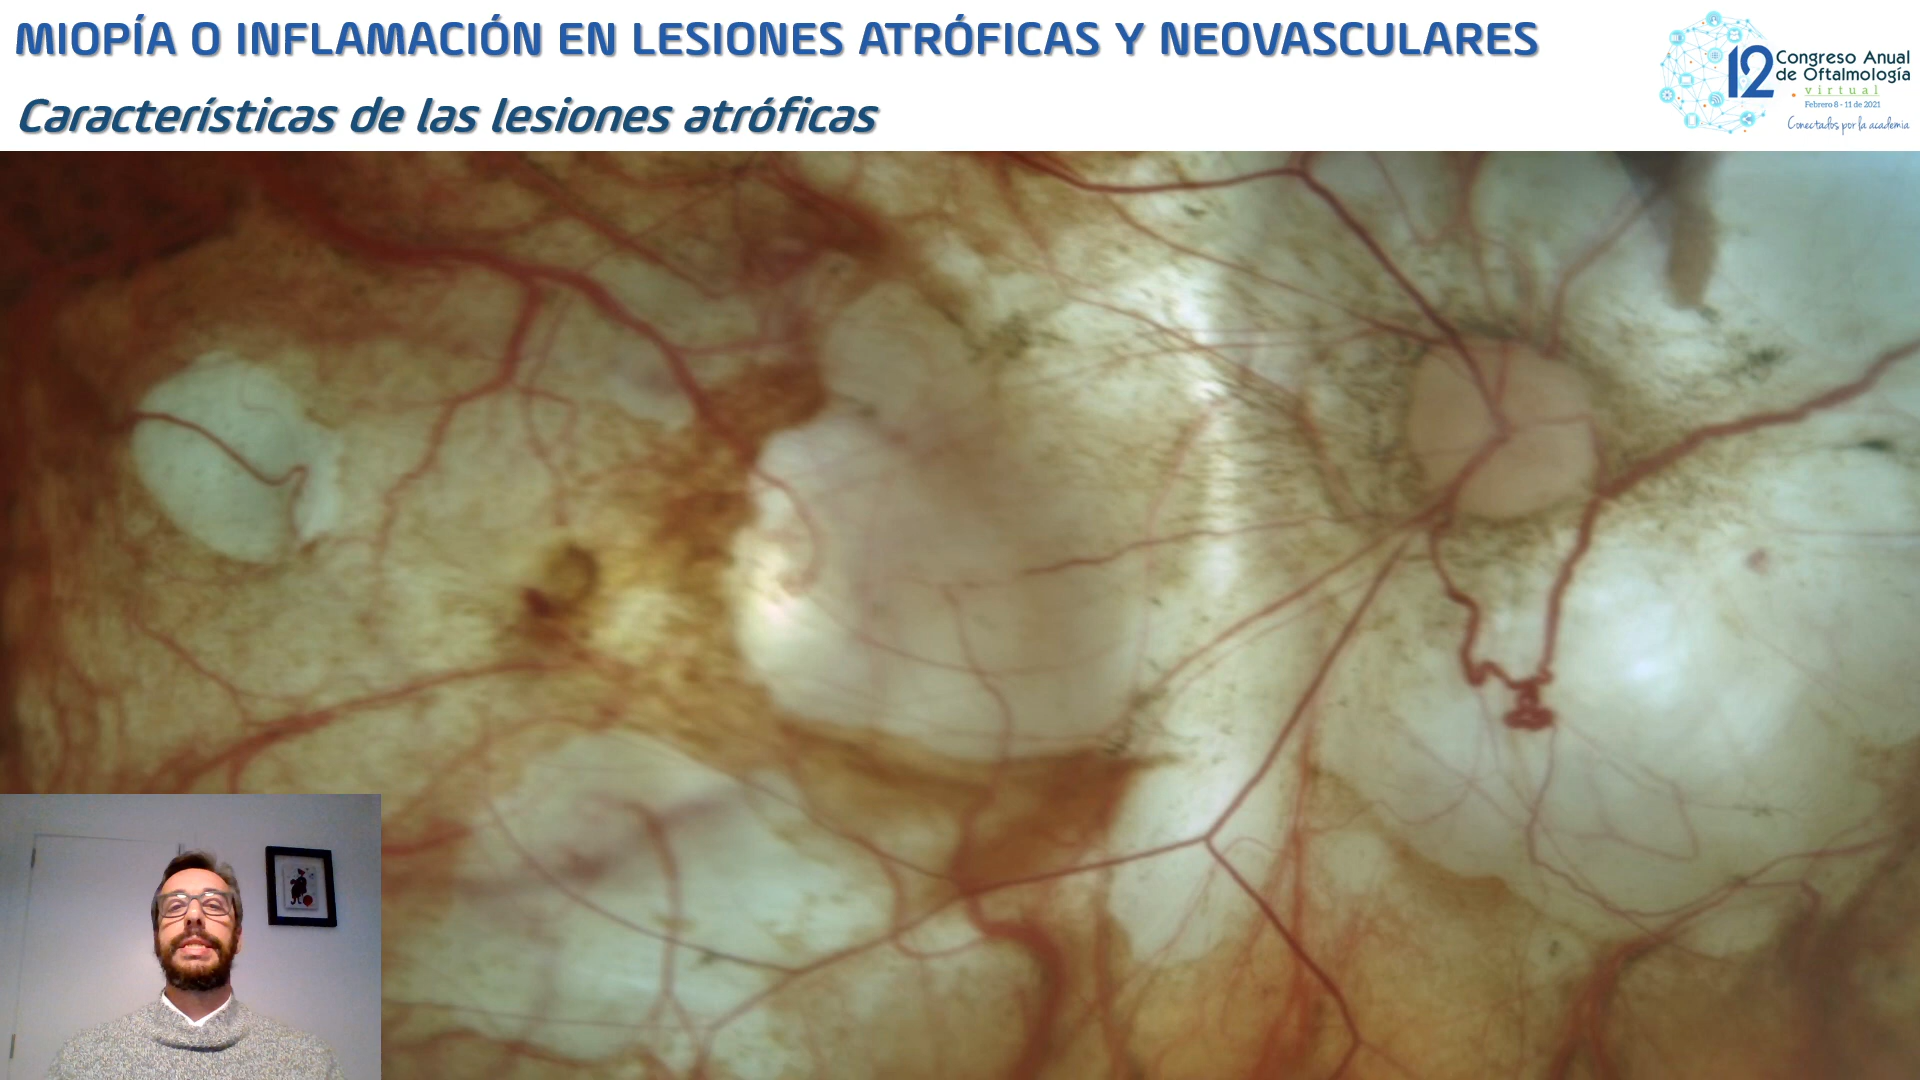 MIOPÍA O INFLAMACIÓN EN LESIONES ATRÓFICAS Y NEOVASCULARES
Características de las lesiones atróficas
12 Congreso Anual
de Oftalmología
virtual
Febrero 8 - 11 de 2021
Conectados por la academia